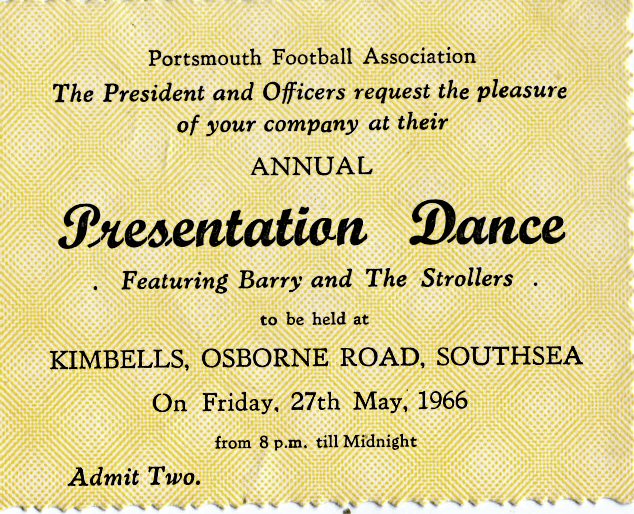 Portsmouth Football Association
The President and Officers request the pleasure
of your company at their
ANNUAL
Presentation Dance
. Featuring Barry and The Strollers .
to be held at
KIMBELLS, OSBORNE ROAD, SOUTHSEA
On Friday, 27th May, 1966
from 8 p.m. till Midnight
Admit Two.